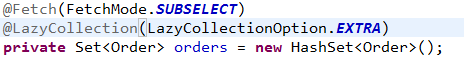 @Fetch(FetchMode.SUBSELECT)
@LazyCollection(LazyCollectionOption.EXTRA)
private Set<Order> orders = new HashSet<Order>();